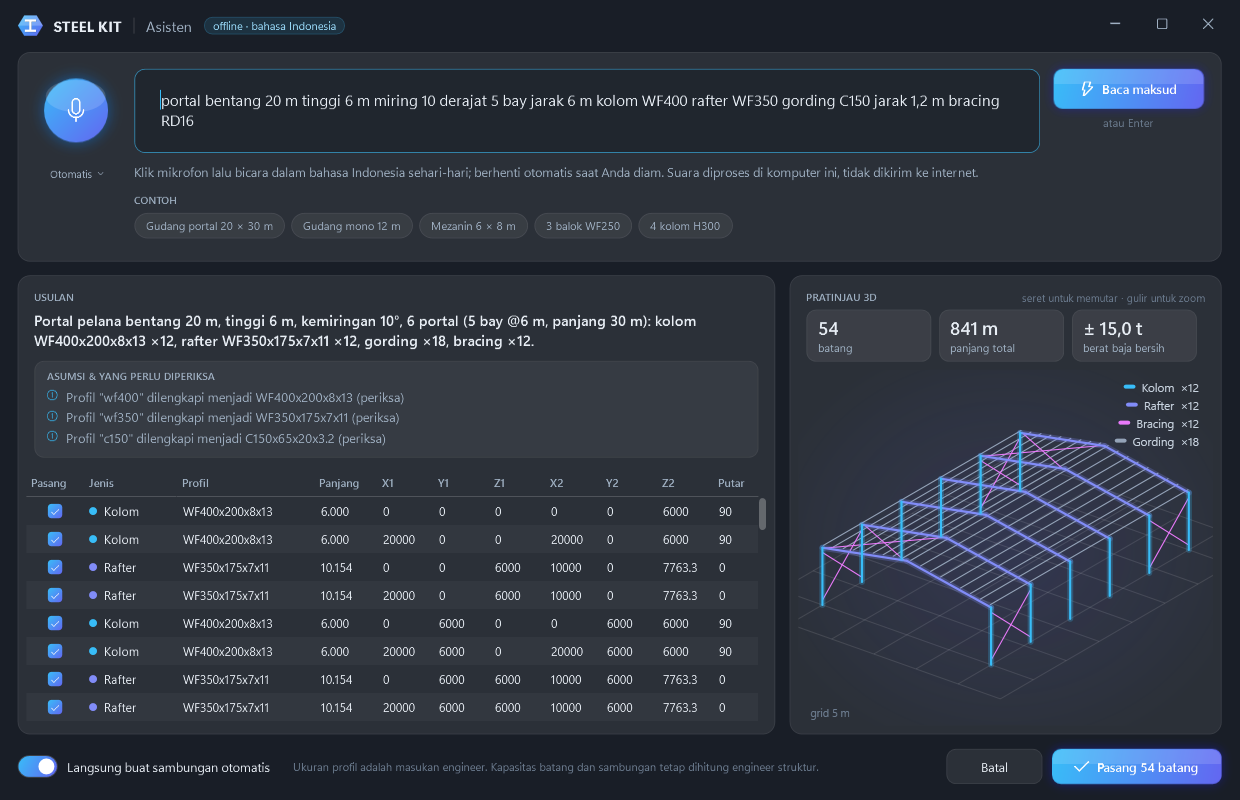 STEEL KIT
Asisten
offline · bahasa Indonesia
portal bentang 20 m tinggi 6 m miring 10 derajat 5 bay jarak 6 m kolom WF400 rafter WF350 gording C150 jarak 1,2 m bracing
RD16
Baca maksud
atau Enter
Otomatis
Klik mikrofon lalu bicara dalam bahasa Indonesia sehari-hari; berhenti otomatis saat Anda diam. Suara diproses di komputer ini, tidak dikirim ke internet.
CONTOH
Gudang portal 20 × 30 m
Gudang mono 12 m
Mezanin 6 × 8 m
3 balok WF250
4 kolom H300
USULAN
Portal pelana bentang 20 m, tinggi 6 m, kemiringan 10°, 6 portal (5 bay @6 m, panjang 30 m): kolom
WF400x200x8x13 ×12, rafter WF350x175x7x11 ×12, gording ×18, bracing ×12.
ASUMSI & YANG PERLU DIPERIKSA
Profil "wf400" dilengkapi menjadi WF400x200x8x13 (periksa)
Profil "wf350" dilengkapi menjadi WF350x175x7x11 (periksa)
Profil "c150" dilengkapi menjadi C150x65x20x3.2 (periksa)
Pasang Jenis Profil Panjang X1 Y1 Z1 X2 Y2 Z2 Putar
Kolom WF400x200x8x13 6.000 0 0 0 0 0 6000 90
Kolom WF400x200x8x13 6.000 20000 0 0 20000 0 6000 90
Rafter WF350x175x7x11 10.154 0 0 6000 10000 0 7763.3 0
Rafter WF350x175x7x11 10.154 20000 0 6000 10000 0 7763.3 0
Kolom WF400x200x8x13 6.000 0 6000 0 0 6000 6000 90
Kolom WF400x200x8x13 6.000 20000 6000 0 20000 6000 6000 90
Rafter WF350x175x7x11 10.154 0 6000 6000 10000 6000 7763.3 0
Rafter WF350x175x7x11 10.154 20000 6000 6000 10000 6000 7763.3 0
PRATINJAU 3D
seret untuk memutar · gulir untuk zoom
54
batang
841 m
panjang total
± 15,0 t
berat baja bersih
Kolom ×12
Rafter ×12
Bracing ×12
Gording ×18
grid 5 m
Langsung buat sambungan otomatis
Ukuran profil adalah masukan engineer. Kapasitas batang dan sambungan tetap dihitung engineer struktur.
Batal
Pasang 54 batang